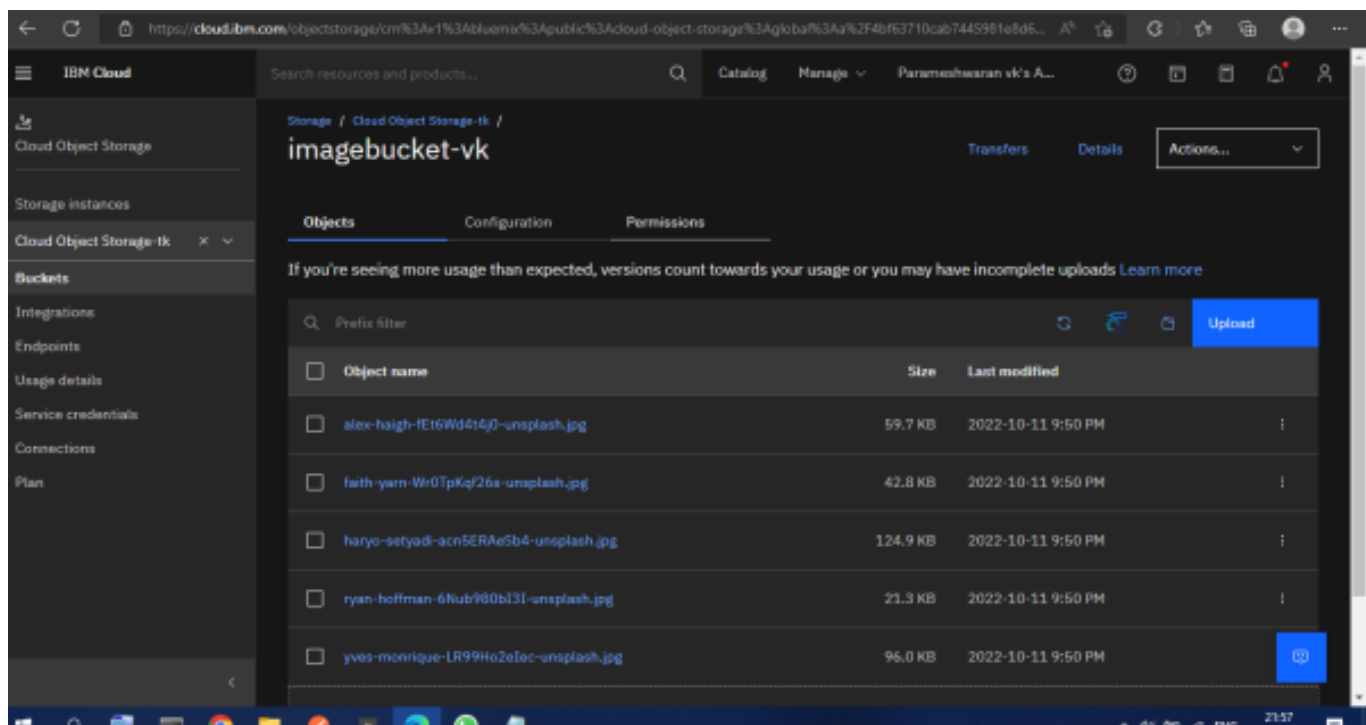 https://cloud.ibm.com/objectstorage/crn%3Av1%3Abluemix%3Apublic%3Acloud-object-storage%3Aglobal%3Aa%2F4bf63710cab7445981e8d6...
IBM Cloud
Search resources and products...
Catalog
Manage
Parameshwaran vk's A...
Cloud Object Storage
Storage instances
Cloud Object Storage-tk
Buckets
Integrations
Endpoints
Usage details
Service credentials
Connections
Plan
Storage / Cloud Object Storage-tk /
imagebucket-vk
Transfers
Details
Actions...
Objects
Configuration
Permissions
If you're seeing more usage than expected, versions count towards your usage or you may have incomplete uploads Learn more
Prefix filter
Upload
Object name Size Last modified
alex-haigh-fEt6Wd4t4j0-unsplash.jpg 59.7 KB 2022-10-11 9:50 PM
faith-yarn-Wr0TpKqf26s-unsplash.jpg 42.8 KB 2022-10-11 9:50 PM
haryo-setyadi-acn5ERAeSb4-unsplash.jpg 124.9 KB 2022-10-11 9:50 PM
ryan-hoffman-6Nub980bI3I-unsplash.jpg 21.3 KB 2022-10-11 9:50 PM
yves-monrique-LR99Ho2eIec-unsplash.jpg 96.0 KB 2022-10-11 9:50 PM
21:57